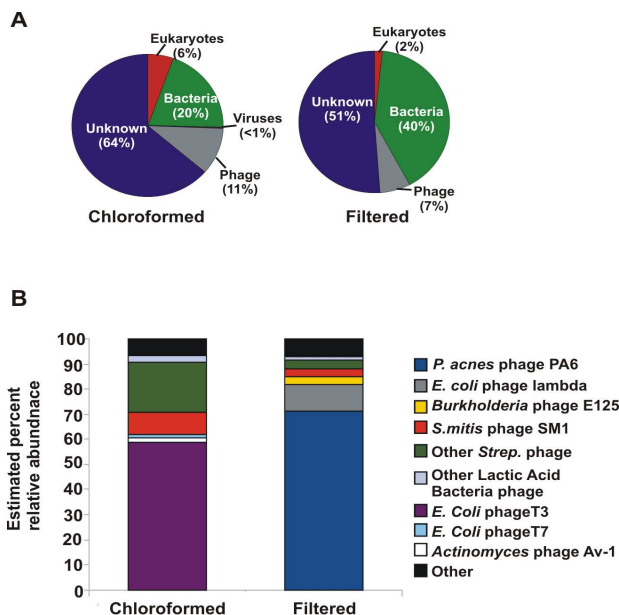 A
Eukaryotes
(6%)
Bacteria
(20%)
Viruses
(<1%)
Unknown
(64%)
Phage
(11%)
Chloroformed
Eukaryotes
(2%)
Unknown
(51%)
Bacteria
(40%)
Phage
(7%)
Filtered
B
Estimated percent
relative abundnace
100
90
80
70
60
50
40
30
20
10
0
Chloroformed
Filtered
P. acnes phage PA6
E. coli phage lambda
Burkholderia phage E125
S.mitis phage SM1
Other Strep. phage
Other Lactic Acid
Bacteria phage
E. Coli phageT3
E. Coli phageT7
Actinomyces phage Av-1
Other